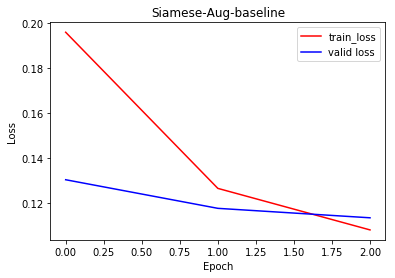 Siamese-Aug-baseline
0.20
0.18
0.16
0.14
0.12
Loss
train_loss
valid loss
0.00 0.25 0.50 0.75 1.00 1.25 1.50 1.75 2.00
Epoch